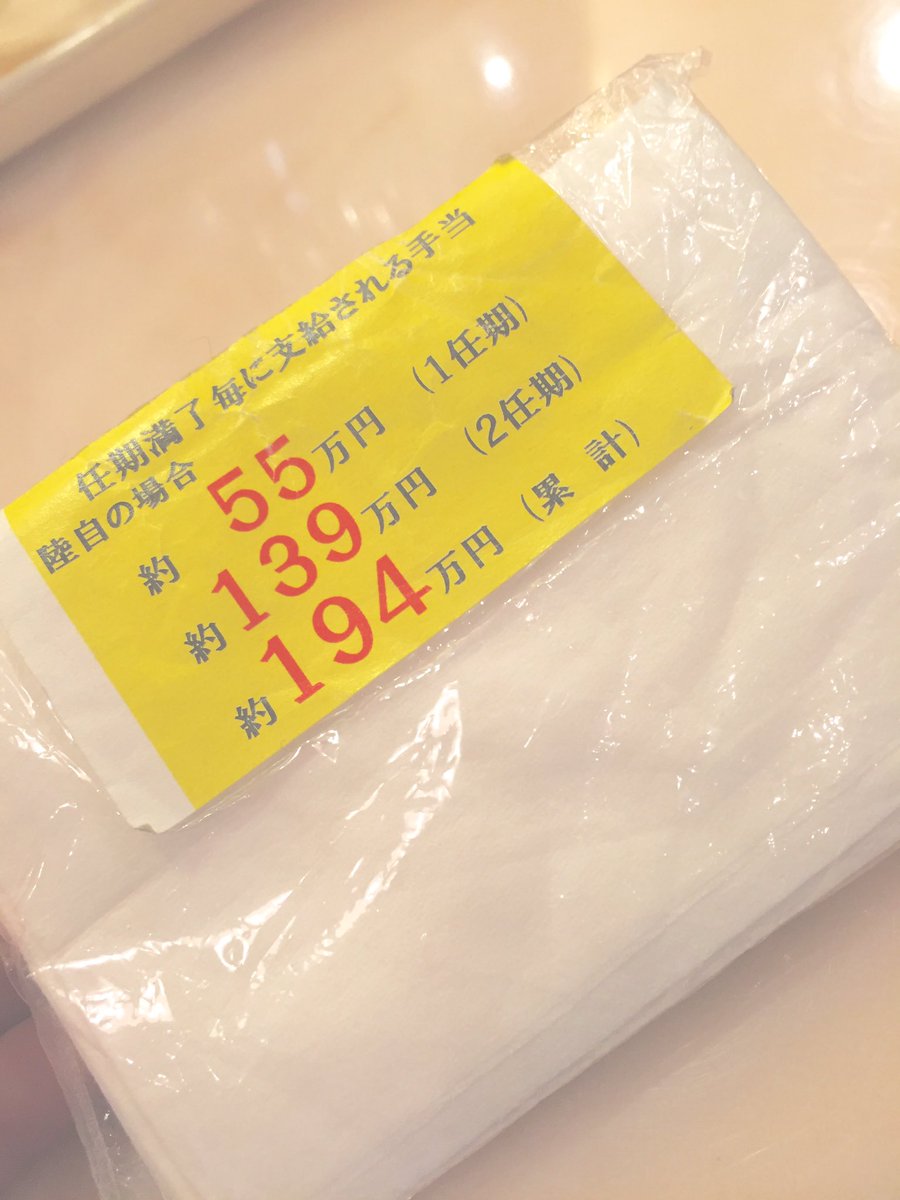 任期満了毎に支給される手当
陸自の場合
約 55万円 (1任期)
約139万円 (2任期)
約194万円 (累 計)